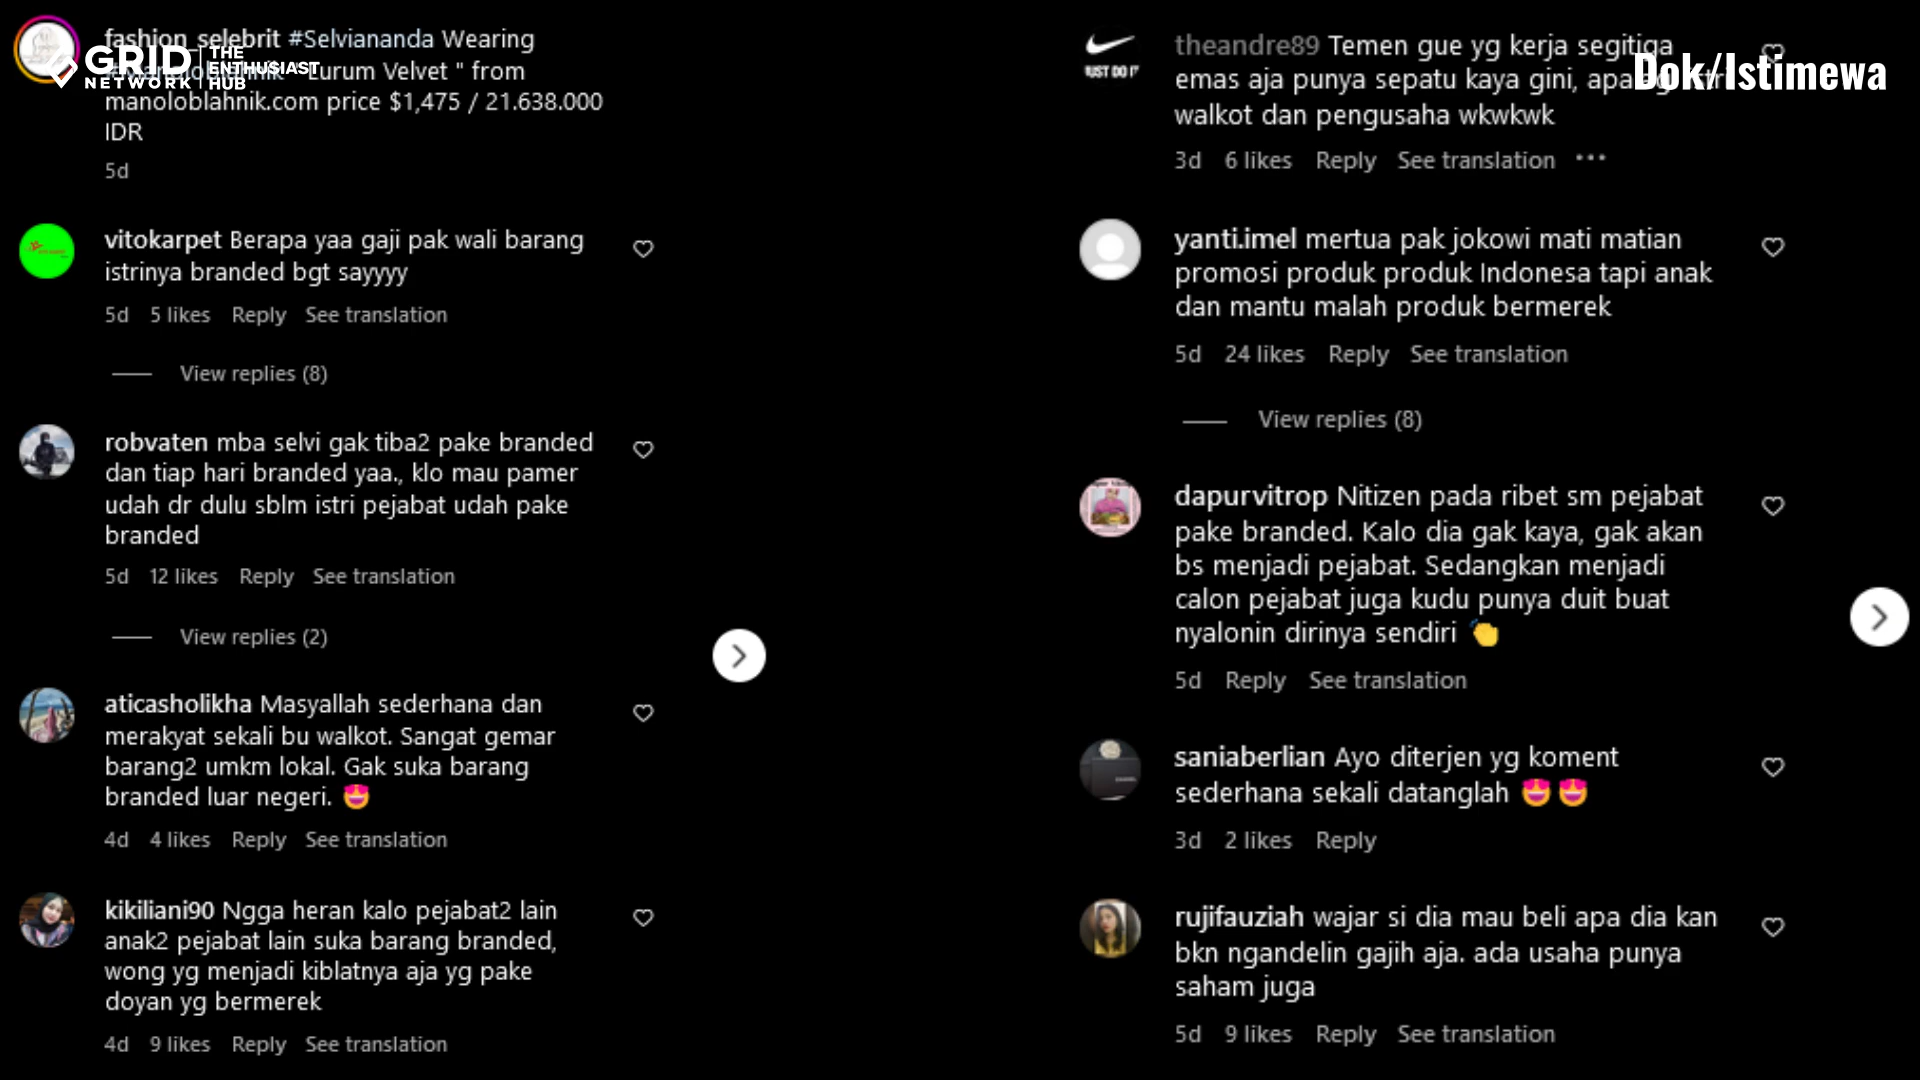 fashion_selebrit #Selviananda Wearing
GRID NETWORK THE ENTHUSIAST HUB
#Manoloblahnik " Lurum Velvet " from
manoloblahnik.com price $1,475 / 21.638.000
IDR
5d
vitokarpet Berapa yaa gaji pak wali barang
istrinya branded bgt sayyyy
5d 5 likes Reply See translation
View replies (8)
robvaten mba selvi gak tiba2 pake branded
dan tiap hari branded yaa., klo mau pamer
udah dr dulu sblm istri pejabat udah pake
branded
5d 12 likes Reply See translation
View replies (2)
aticasholikha Masyallah sederhana dan
merakyat sekali bu walkot. Sangat gemar
barang2 umkm lokal. Gak suka barang
branded luar negeri. 😍
4d 4 likes Reply See translation
kikiliani90 Ngga heran kalo pejabat2 lain
anak2 pejabat lain suka barang branded,
wong yg menjadi kiblatnya aja yg pake
doyan yg bermerek
4d 9 likes Reply See translation
JUST DO IT
theandre89 Temen gue yg kerja segitiga
Dok/Istimewa
emas aja punya sepatu kaya gini,
walkot dan pengusaha wkwkwk
3d 6 likes Reply See translation ...
yanti.imel mertua pak jokowi mati matian
promosi produk produk Indonesa tapi anak
dan mantu malah produk bermerek
5d 24 likes Reply See translation
View replies (8)
dapurvitrop Nitizen pada ribet sm pejabat
pake branded. Kalo dia gak kaya, gak akan
bs menjadi pejabat. Sedangkan menjadi
calon pejabat juga kudu punya duit buat
nyalonin dirinya sendiri 👏
5d Reply See translation
saniaberlian Ayo diterjen yg koment
sederhana sekali datanglah 😍😍
3d 2 likes Reply
rujifauziah wajar si dia mau beli apa dia kan
bkn ngandelin gajih aja. ada usaha punya
saham juga
5d 9 likes Reply See translation